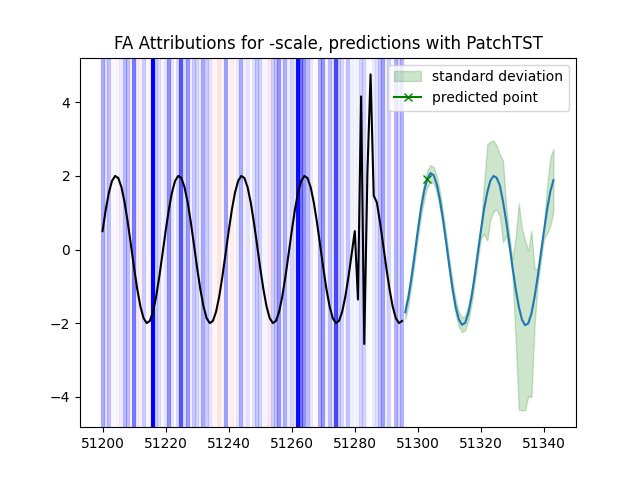 FA Attributions for -scale, predictions with PatchTST
standard deviation
predicted point
4
2
0
−2
−4
51200 51220 51240 51260 51280 51300 51320 51340